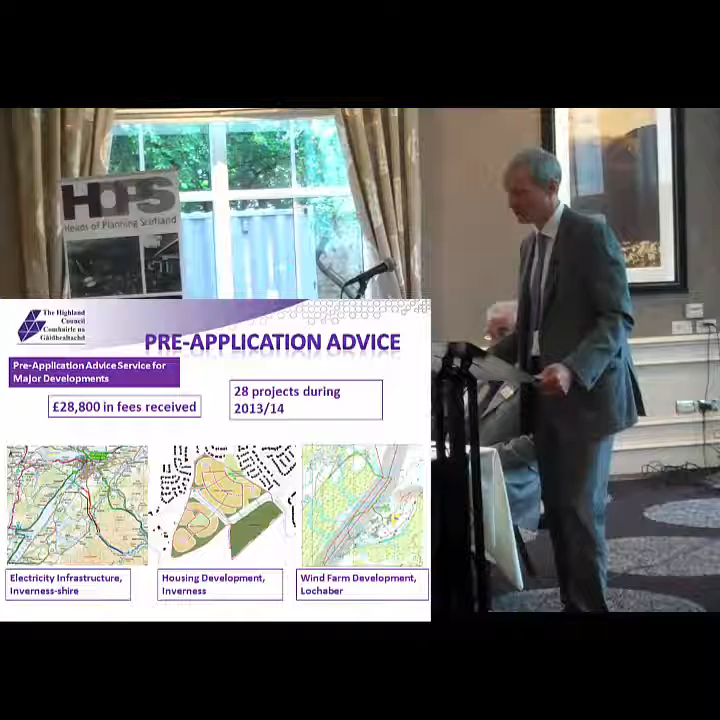 HOPS
Heads of Planning Scotland
The Highland
Council
Comhairle na
Gàidhealtachd
PRE-APPLICATION ADVICE
Pre-Application Advice Service for
Major Developments
£28,800 in fees received
28 projects during
2013/14
Electricity Infrastructure,
Inverness-shire
Housing Development,
Inverness
Wind Farm Development,
Lochaber